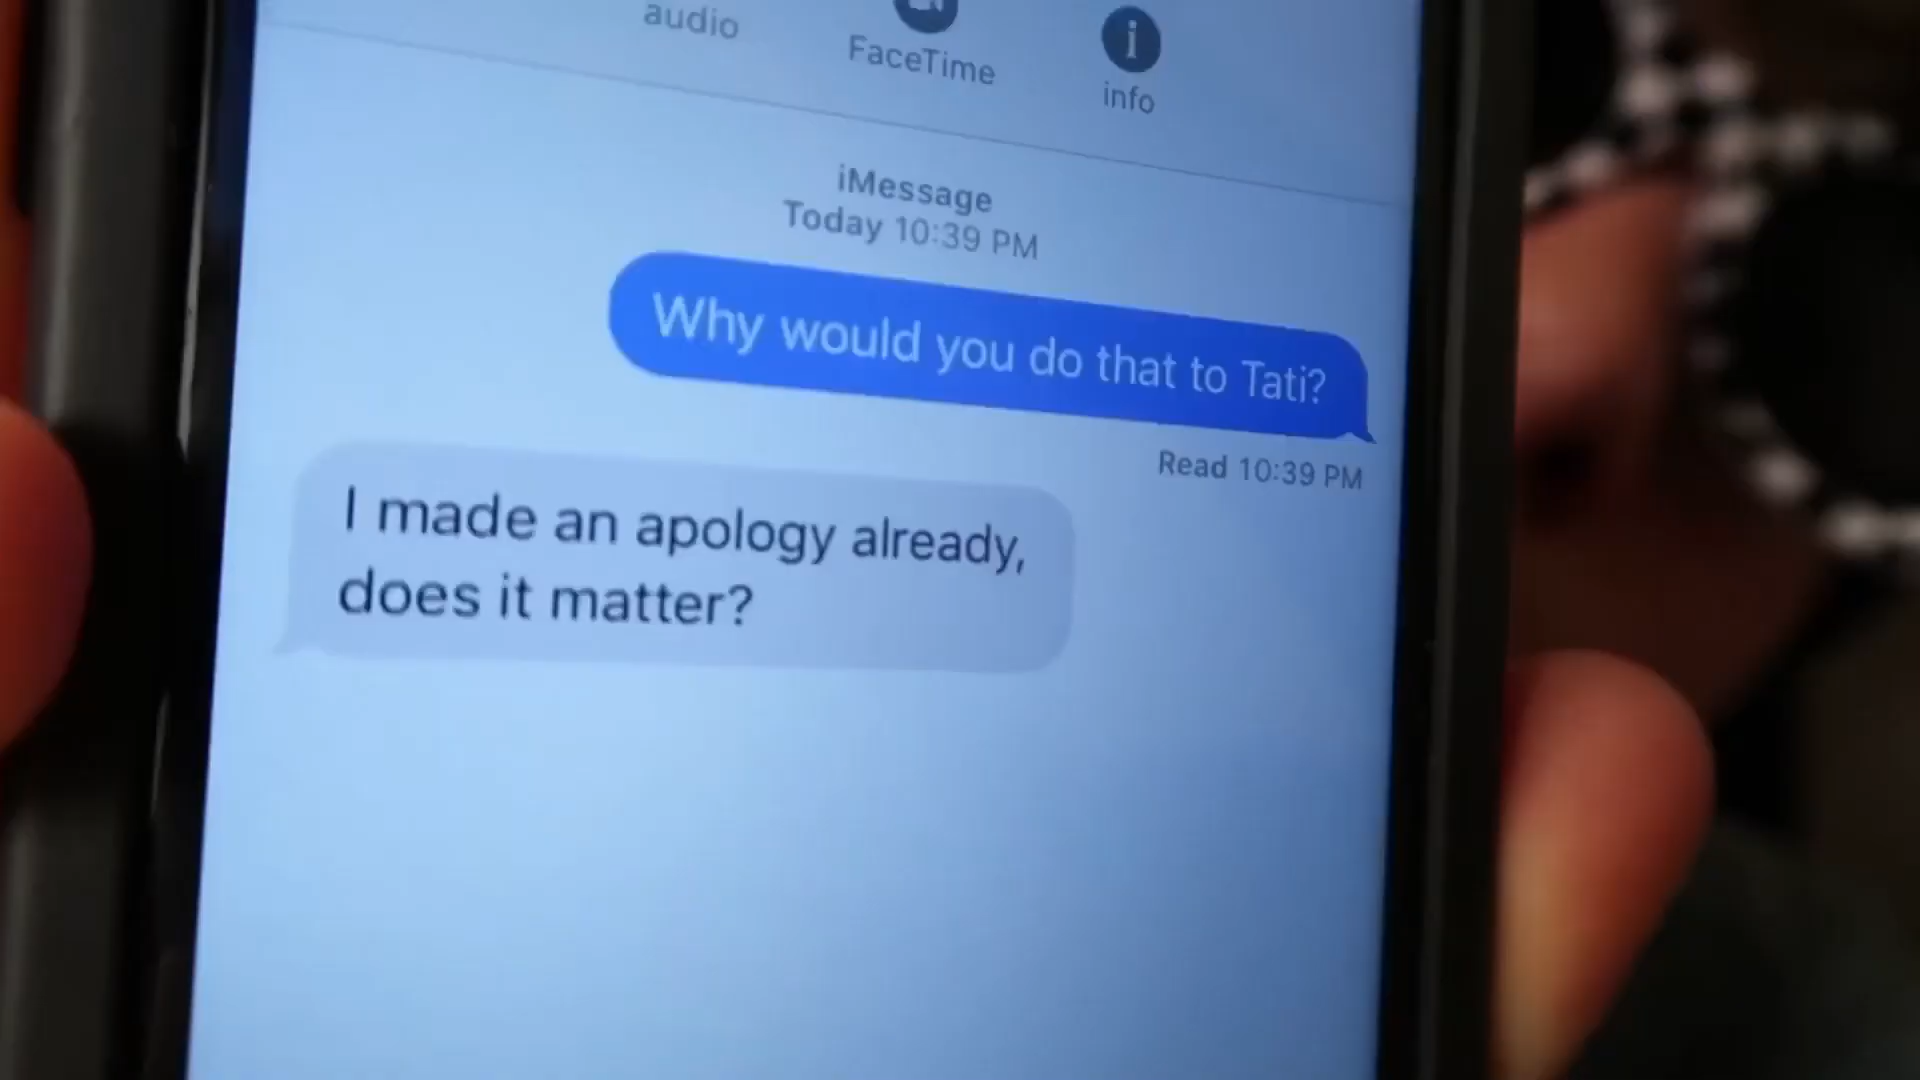 audio
FaceTime
info
iMessage
Today 10:39 PM
Why would you do that to Tati?
Read 10:39 PM
I made an apology already,
does it matter?